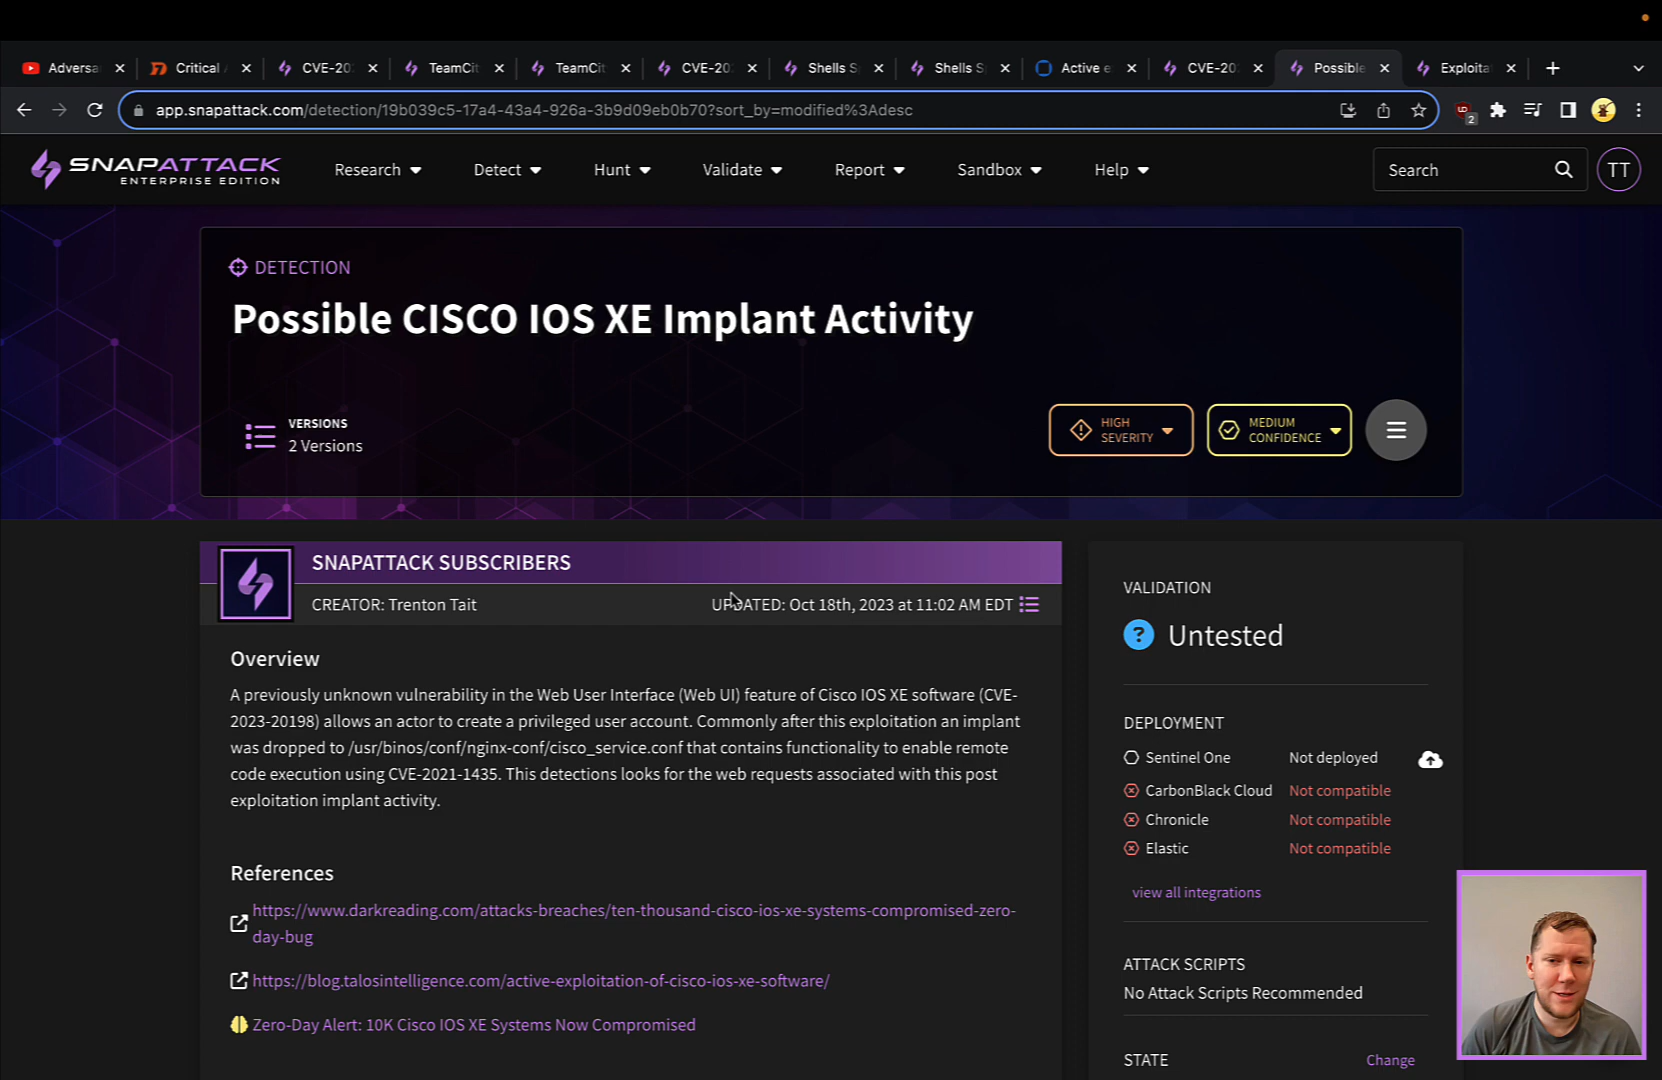 Adversa
Critical
CVE-20
TeamCit
TeamCit
CVE-20
Shells S
Shells S
Active e
CVE-20
Possible
Exploita
app.snapattack.com/detection/19b039c5-17a4-43a4-926a-3b9d09eb0b70?sort_by=modified%3Adesc
2
SNAPATTACK
ENTERPRISE EDITION
Research
Detect
Hunt
Validate
Report
Sandbox
Help
Search
TT
DETECTION
Possible CISCO IOS XE Implant Activity
VERSIONS
2 Versions
HIGH
SEVERITY
MEDIUM
CONFIDENCE
SNAPATTACK SUBSCRIBERS
CREATOR: Trenton Tait
UPDATED: Oct 18th, 2023 at 11:02 AM EDT
Overview
A previously unknown vulnerability in the Web User Interface (Web UI) feature of Cisco IOS XE software (CVE-
2023-20198) allows an actor to create a privileged user account. Commonly after this exploitation an implant
was dropped to /usr/binos/conf/nginx-conf/cisco_service.conf that contains functionality to enable remote
code execution using CVE-2021-1435. This detections looks for the web requests associated with this post
exploitation implant activity.
References
https://www.darkreading.com/attacks-breaches/ten-thousand-cisco-ios-xe-systems-compromised-zero-
day-bug
https://blog.talosintelligence.com/active-exploitation-of-cisco-ios-xe-software/
Zero-Day Alert: 10K Cisco IOS XE Systems Now Compromised
VALIDATION
? Untested
DEPLOYMENT
Sentinel One Not deployed
CarbonBlack Cloud Not compatible
Chronicle Not compatible
Elastic Not compatible
view all integrations
ATTACK SCRIPTS
No Attack Scripts Recommended
STATE Change